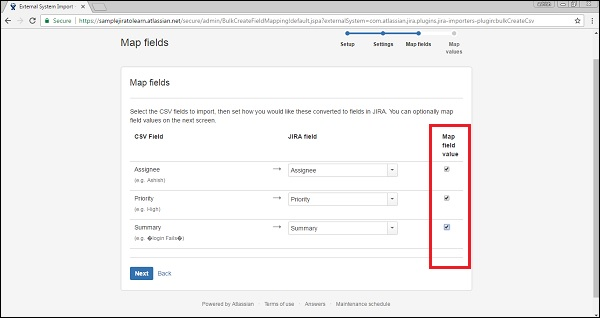 External System Import
https://samplejiratolearn.atlassian.net/secure/admin/BulkCreateFieldMapping!default.jspa?externalSystem=com.atlassian.jira.plugins.jira-importers-plugin:bulkCreateCsv
Map fields
Setup
Settings
Map fields
Map values
Map fields
Select the CSV fields to import, then set how you would like these converted to fields in JIRA. You can optionally map
field values on the next screen.
CSV Field
JIRA field
Map
field
value
Assignee
→
Assignee
(e.g. Ashish)
Priority
→
Priority
(e.g. High)
Summary
→
Summary
(e.g. �login Fails�)
Next
Back
Powered by Atlassian · Terms of use · Answers · Maintenance schedule